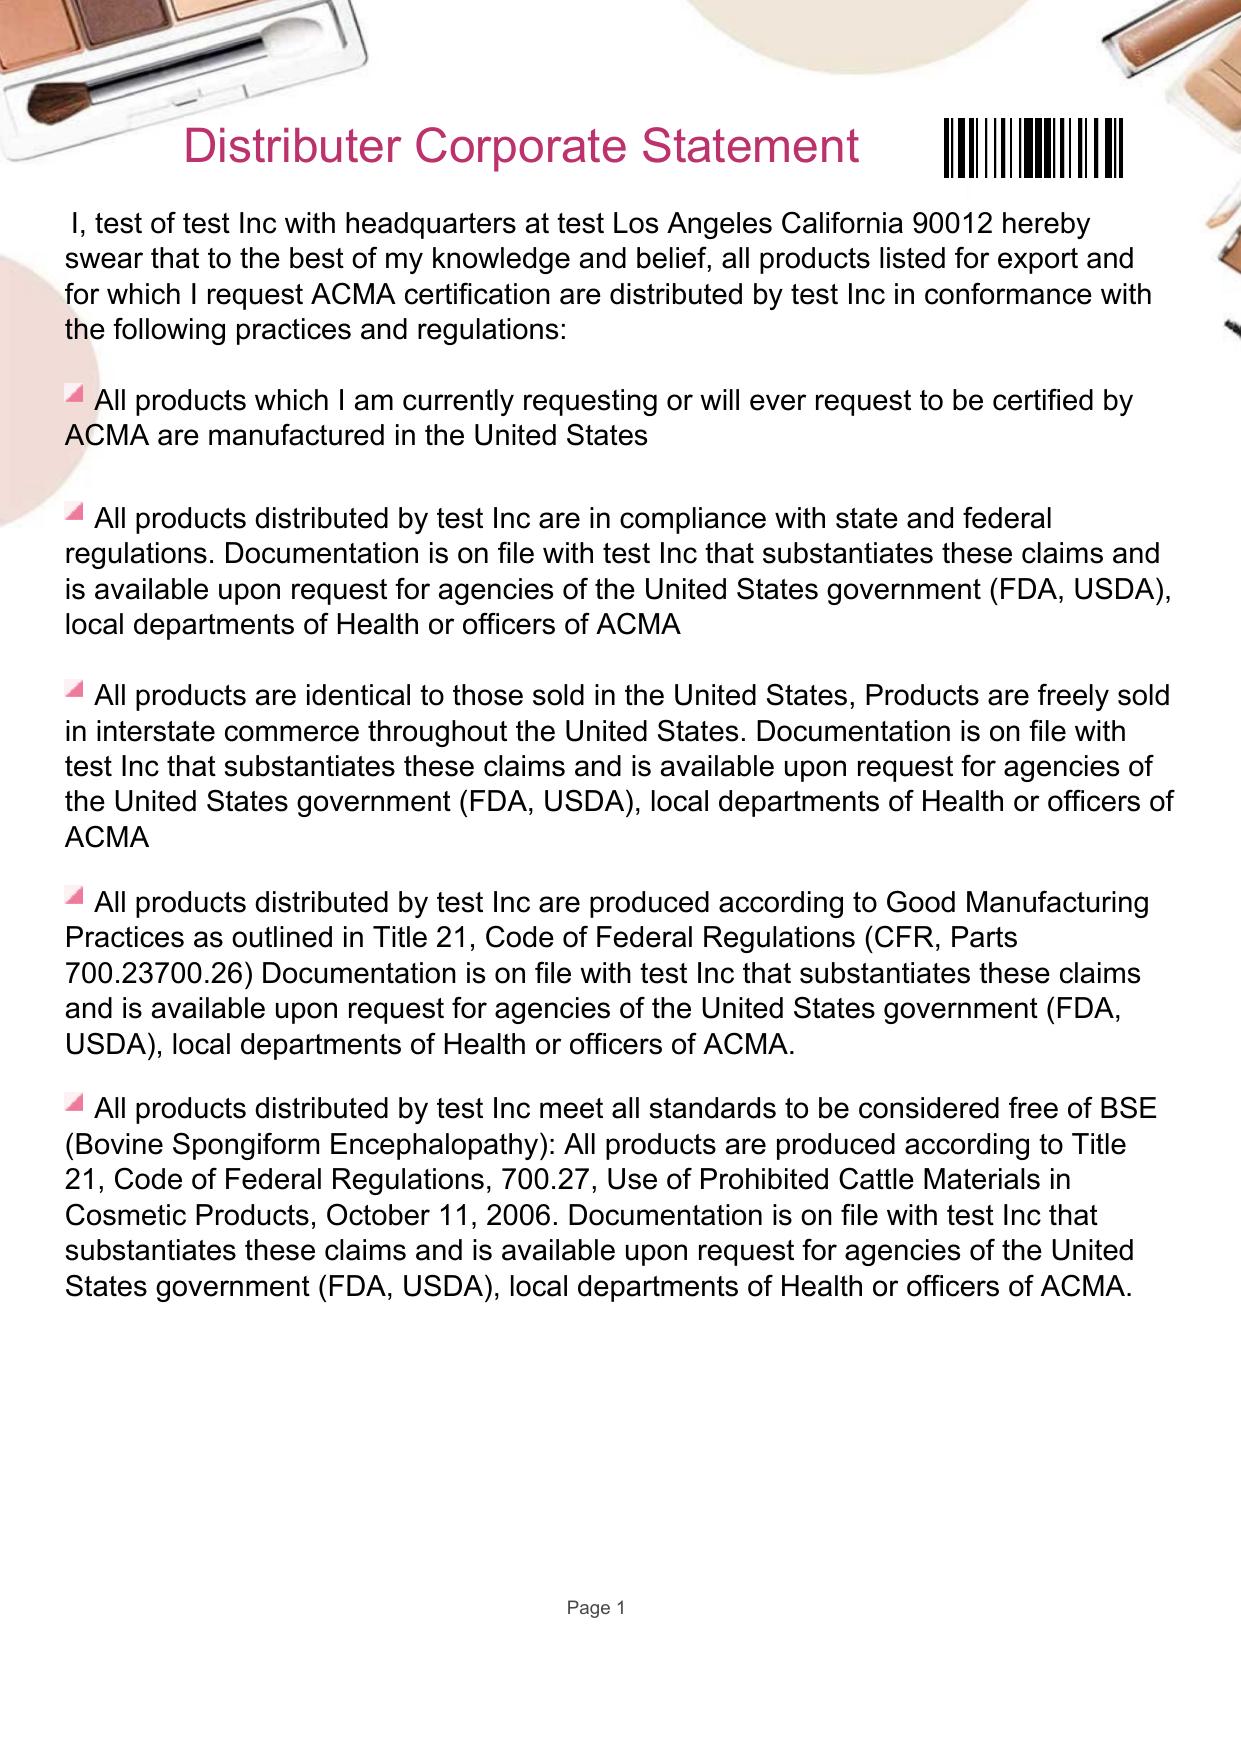 Distributer Corporate Statement
I, test of test Inc with headquarters at test Los Angeles California 90012 hereby
swear that to the best of my knowledge and belief, all products listed for export and
for which I request ACMA certification are distributed by test Inc in conformance with
the following practices and regulations:
All products which I am currently requesting or will ever request to be certified by
ACMA are manufactured in the United States
All products distributed by test Inc are in compliance with state and federal
regulations. Documentation is on file with test Inc that substantiates these claims and
is available upon request for agencies of the United States government (FDA, USDA),
local departments of Health or officers of ACMA
All products are identical to those sold in the United States, Products are freely sold
in interstate commerce throughout the United States. Documentation is on file with
test Inc that substantiates these claims and is available upon request for agencies of
the United States government (FDA, USDA), local departments of Health or officers of
ACMA
All products distributed by test Inc are produced according to Good Manufacturing
Practices as outlined in Title 21, Code of Federal Regulations (CFR, Parts
700.23700.26) Documentation is on file with test Inc that substantiates these claims
and is available upon request for agencies of the United States government (FDA,
USDA), local departments of Health or officers of ACMA.
All products distributed by test Inc meet all standards to be considered free of BSE
(Bovine Spongiform Encephalopathy): All products are produced according to Title
21, Code of Federal Regulations, 700.27, Use of Prohibited Cattle Materials in
Cosmetic Products, October 11, 2006. Documentation is on file with test Inc that
substantiates these claims and is available upon request for agencies of the United
States government (FDA, USDA), local departments of Health or officers of ACMA.
Page 1